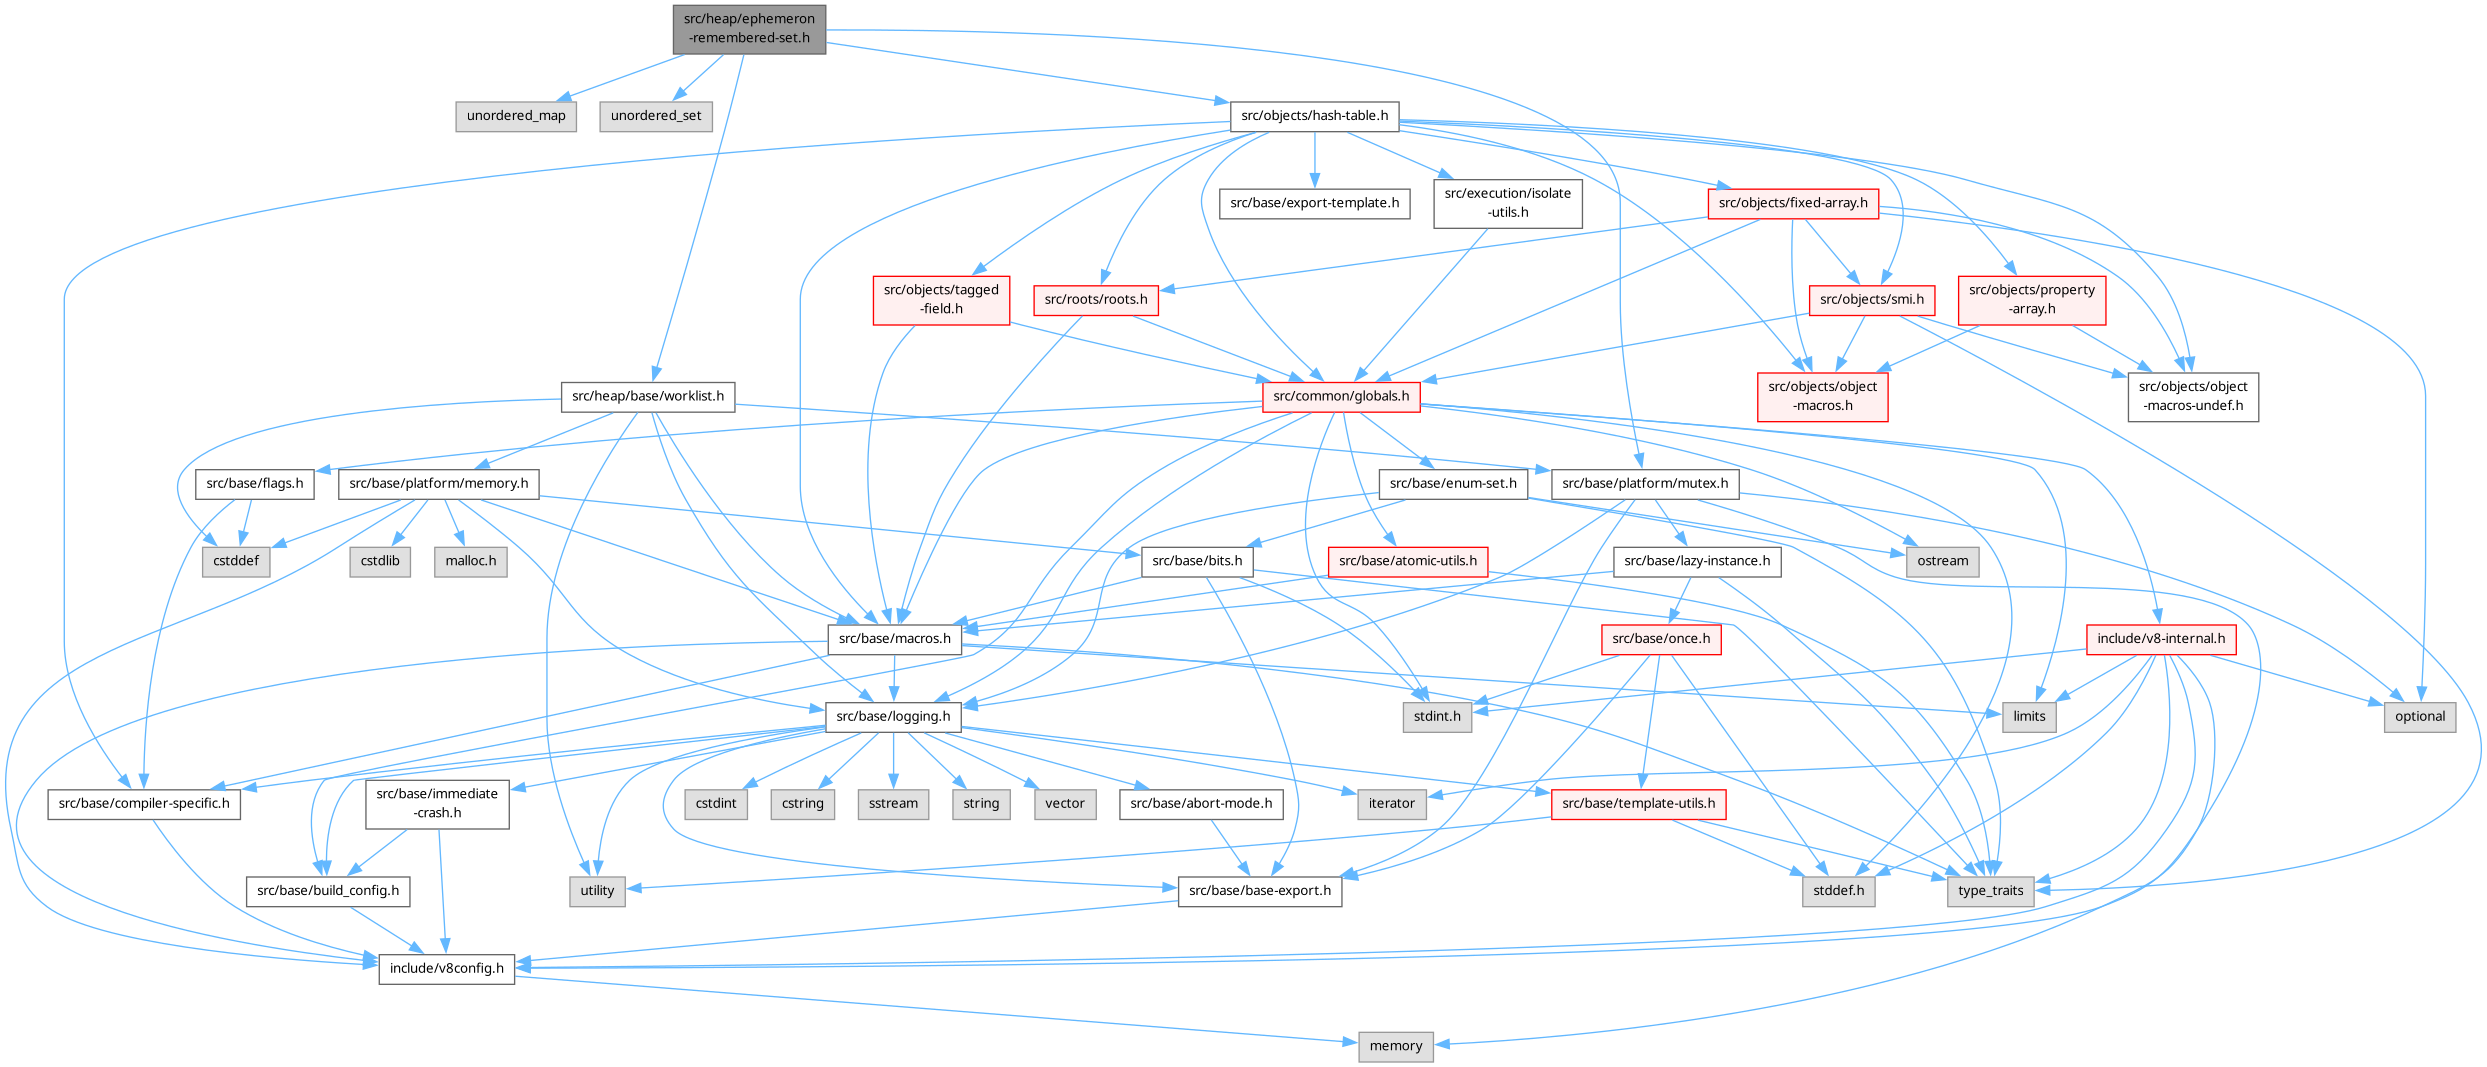 src/heap/ephemeron
-remembered-set.h
unordered_map
unordered_set
src/objects/hash-table.h
src/base/export-template.h
src/execution/isolate
-utils.h
src/objects/fixed-array.h
src/objects/tagged
-field.h
src/roots/roots.h
src/objects/smi.h
src/objects/property
-array.h
src/heap/base/worklist.h
src/common/globals.h
src/objects/object
-macros.h
src/objects/object
-macros-undef.h
src/base/flags.h
src/base/platform/memory.h
src/base/enum-set.h
src/base/platform/mutex.h
cstddef
cstdlib
malloc.h
src/base/bits.h
src/base/atomic-utils.h
src/base/lazy-instance.h
ostream
src/base/macros.h
src/base/once.h
include/v8-internal.h
src/base/logging.h
stdint.h
limits
optional
src/base/compiler-specific.h
src/base/immediate
-crash.h
cstdint
cstring
sstream
string
vector
src/base/abort-mode.h
iterator
src/base/template-utils.h
src/base/build_config.h
utility
src/base/base-export.h
stddef.h
type_traits
include/v8config.h
memory